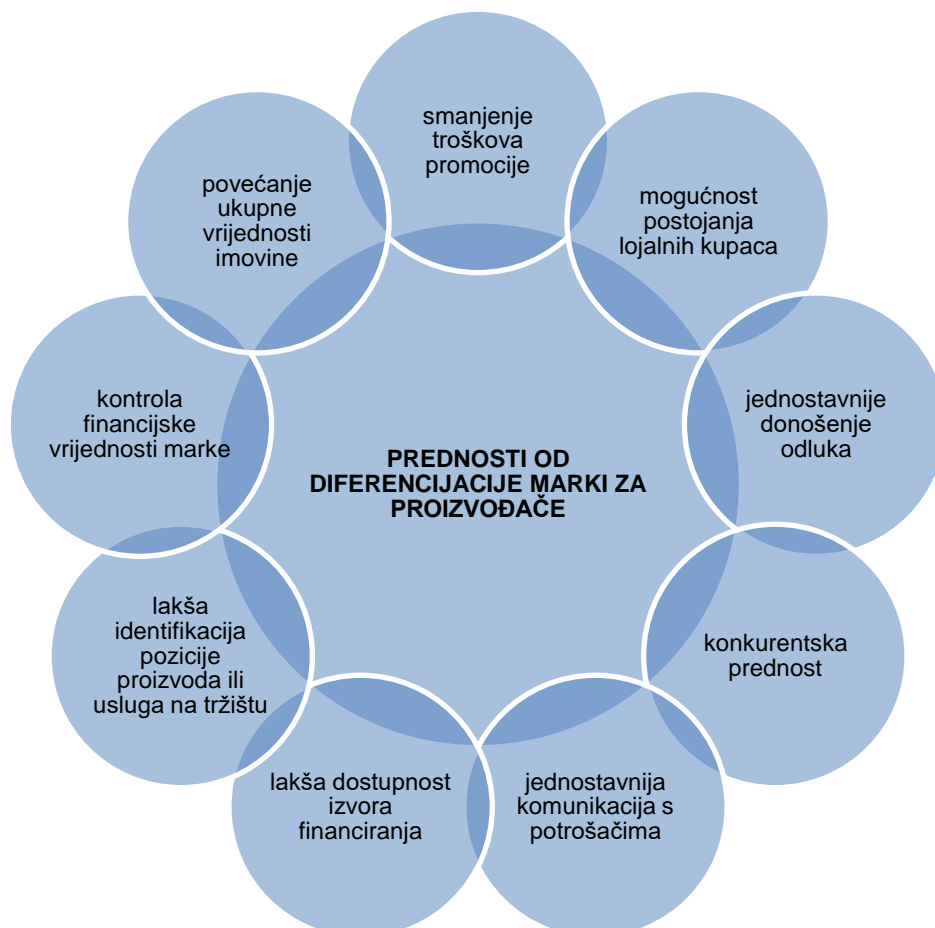 smanjenje
troškova
promocije
mogućnost
postojanja
lojalnih kupaca
jednostavnije
donošenje
odluka
konkurentska
prednost
jednostavnija
komunikacija s
potrošačima
lakša dostupnost
izvora
financiranja
lakša
identifikacija
pozicije
proizvoda ili
usluga na tržištu
kontrola
financijske
vrijednosti marke
povećanje
ukupne
vrijednosti
imovine
PREDNOSTI OD
DIFERENCIJACIJE MARKI ZA
PROIZVOĐAČE